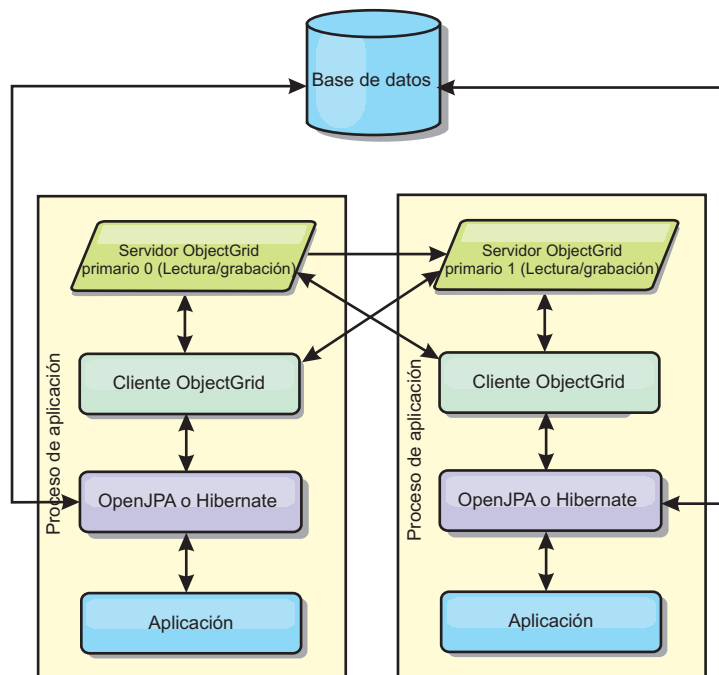 Base de datos
Servidor ObjectGrid
primario 0 (Lectura/grabación)
Cliente ObjectGrid
Proceso de aplicación
OpenJPA o Hibernate
Aplicación
Servidor ObjectGrid
primario 1 (Lectura/grabación)
Cliente ObjectGrid
Proceso de aplicación
OpenJPA o Hibernate
Aplicación